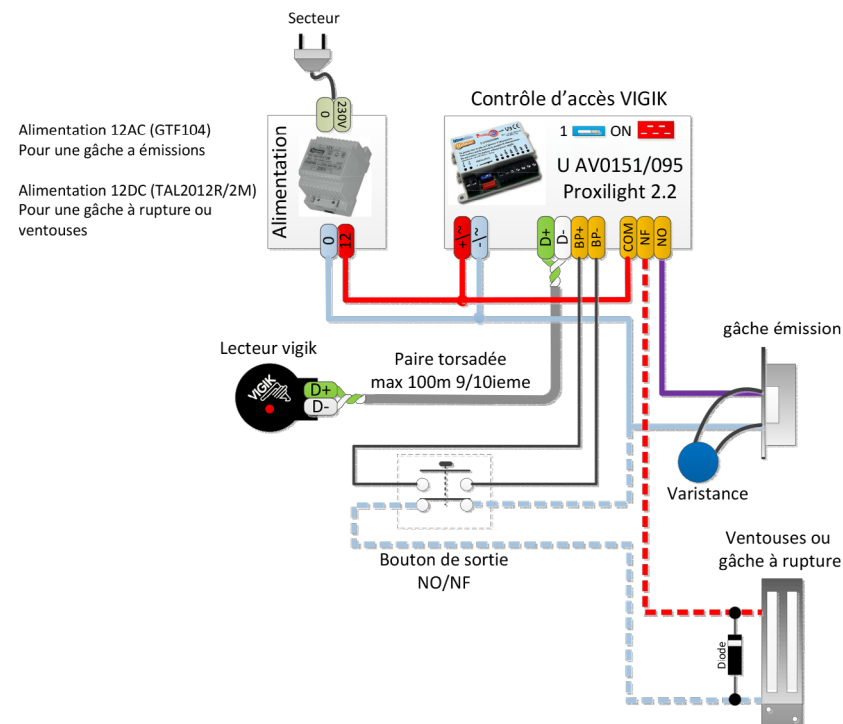 Secteur
0
230V
Alimentation 12AC (GTF104)
Pour une gâche a émissions
Alimentation 12DC (TAL2012R/2M)
Pour une gâche à rupture ou
ventouses
Alimentation
0
12
Contrôle d’accès VIGIK
1
ON
U AV0151/095
Proxilight 2.2
+/~
-/~
D+
D-
BP+
BP-
COM
NF
NO
gâche émission
Lecteur vigik
VIGIK
D+
D-
Paire torsadée
max 100m 9/10ieme
Varistance
Bouton de sortie
NO/NF
Ventouses ou
gâche à rupture
Diode